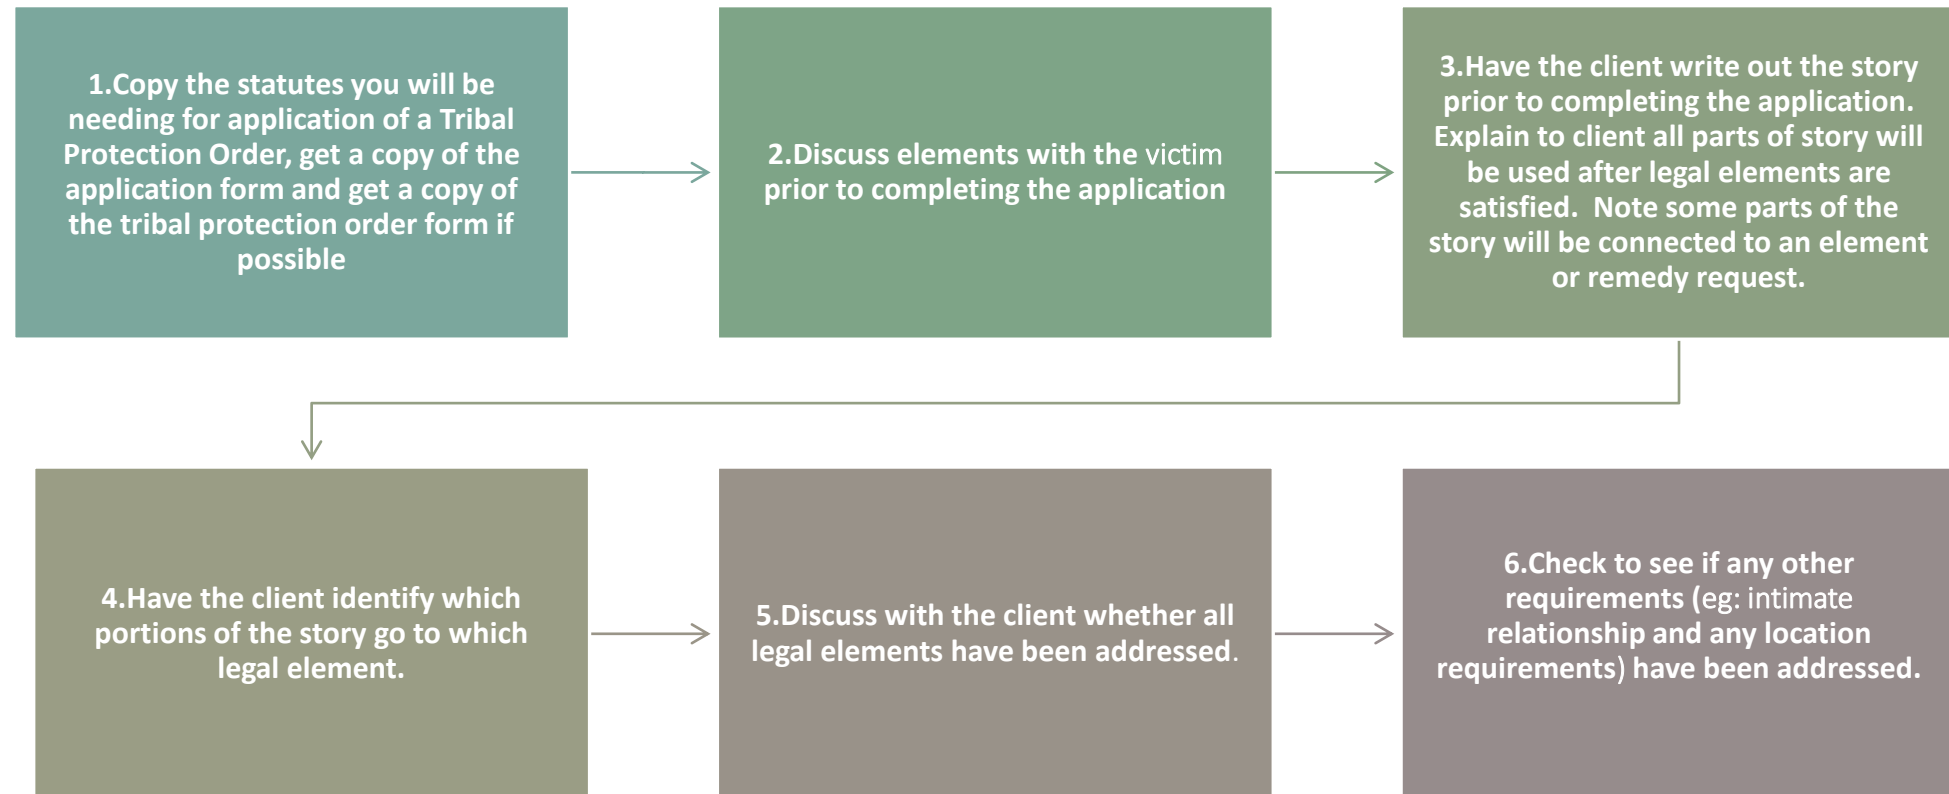 1.Copy the statutes you will be
needing for application of a Tribal
Protection Order, get a copy of the
application form and get a copy of
the tribal protection order form if
possible
2.Discuss elements with the victim
prior to completing the application
3.Have the client write out the story
prior to completing the application.
Explain to client all parts of story will
be used after legal elements are
satisfied.  Note some parts of the
story will be connected to an element
or remedy request.
4.Have the client identify which
portions of the story go to which
legal element.
5.Discuss with the client whether all
legal elements have been addressed.
6.Check to see if any other
requirements (eg: intimate
relationship and any location
requirements) have been addressed.